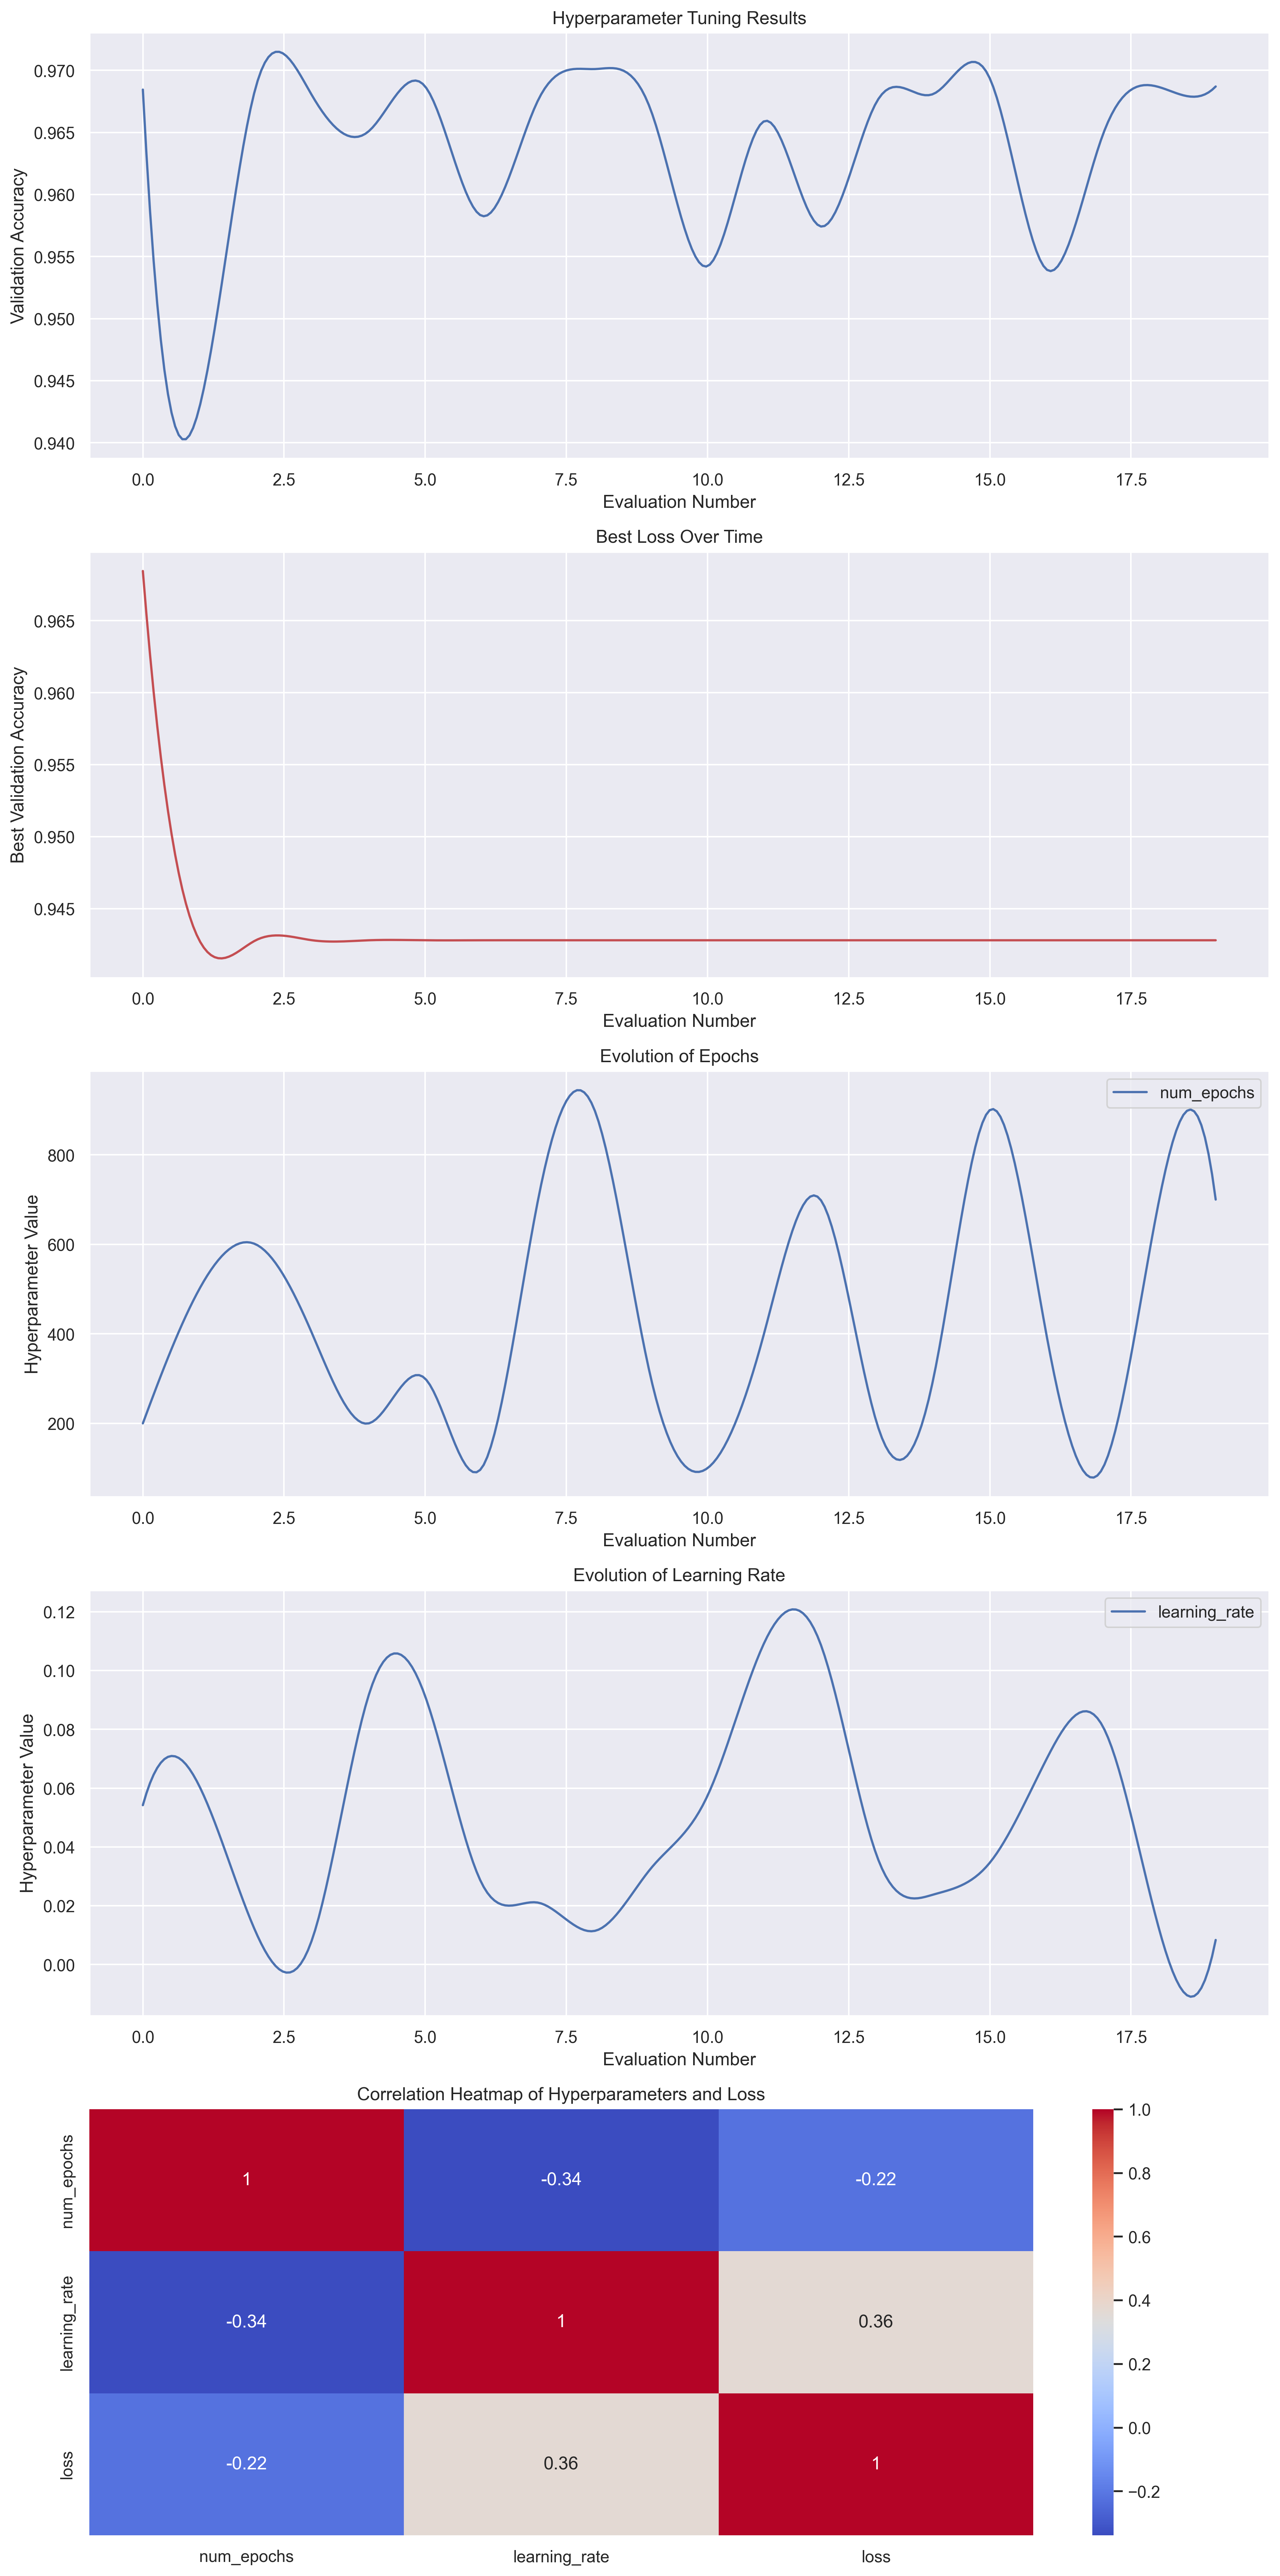 Hyperparameter Tuning Results
Validation Accuracy
0.970
0.965
0.960
0.955
0.950
0.945
0.940
0.0 2.5 5.0 7.5 10.0 12.5 15.0 17.5
Evaluation Number
Best Loss Over Time
Best Validation Accuracy
0.965
0.960
0.955
0.950
0.945
0.0 2.5 5.0 7.5 10.0 12.5 15.0 17.5
Evaluation Number
Evolution of Epochs
num_epochs
Hyperparameter Value
800
600
400
200
0.0 2.5 5.0 7.5 10.0 12.5 15.0 17.5
Evaluation Number
Evolution of Learning Rate
learning_rate
Hyperparameter Value
0.12
0.10
0.08
0.06
0.04
0.02
0.00
0.0 2.5 5.0 7.5 10.0 12.5 15.0 17.5
Evaluation Number
Correlation Heatmap of Hyperparameters and Loss
num_epochs
1 -0.34 -0.22
learning_rate
-0.34 1 0.36
loss
-0.22 0.36 1
num_epochs learning_rate loss
1.0
0.8
0.6
0.4
0.2
0.0
−0.2